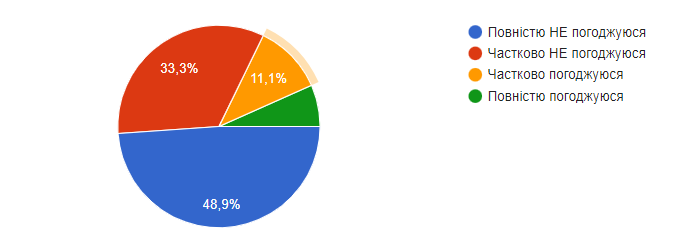 Повністю НЕ погоджуюся
Частково НЕ погоджуюся
Частково погоджуюся
Повністю погоджуюся
33,3%
11,1%
48,9%